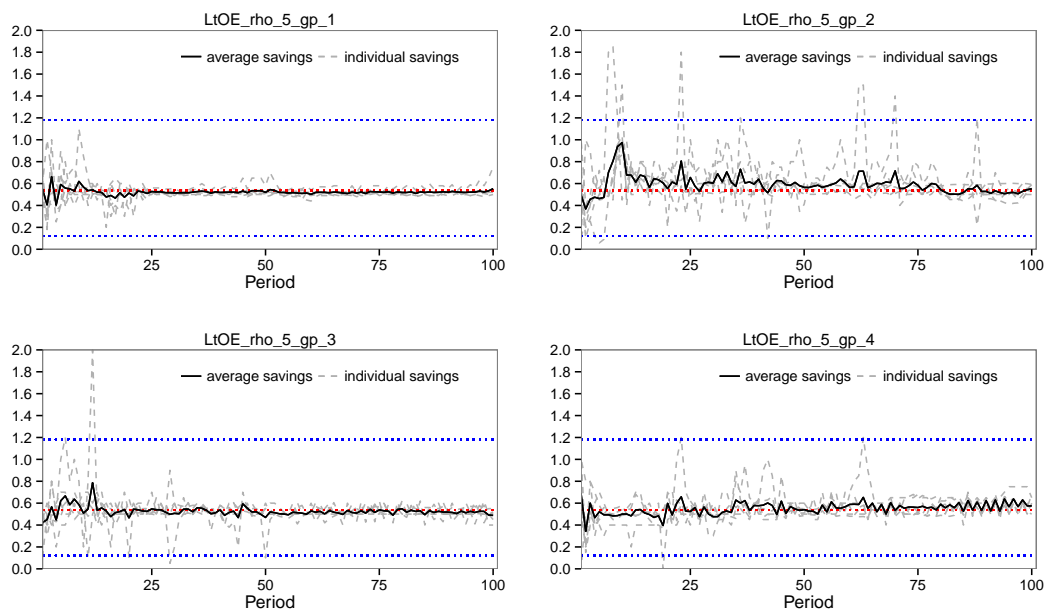 LtOE_rho_5_gp_1
2.0
1.8
1.6
1.4
1.2
1.0
0.8
0.6
0.4
0.2
0.0
average savings individual savings
25 50 75 100
Period
LtOE_rho_5_gp_2
2.0
1.8
1.6
1.4
1.2
1.0
0.8
0.6
0.4
0.2
0.0
average savings individual savings
25 50 75 100
Period
LtOE_rho_5_gp_3
2.0
1.8
1.6
1.4
1.2
1.0
0.8
0.6
0.4
0.2
0.0
average savings individual savings
25 50 75 100
Period
LtOE_rho_5_gp_4
2.0
1.8
1.6
1.4
1.2
1.0
0.8
0.6
0.4
0.2
0.0
average savings individual savings
25 50 75 100
Period